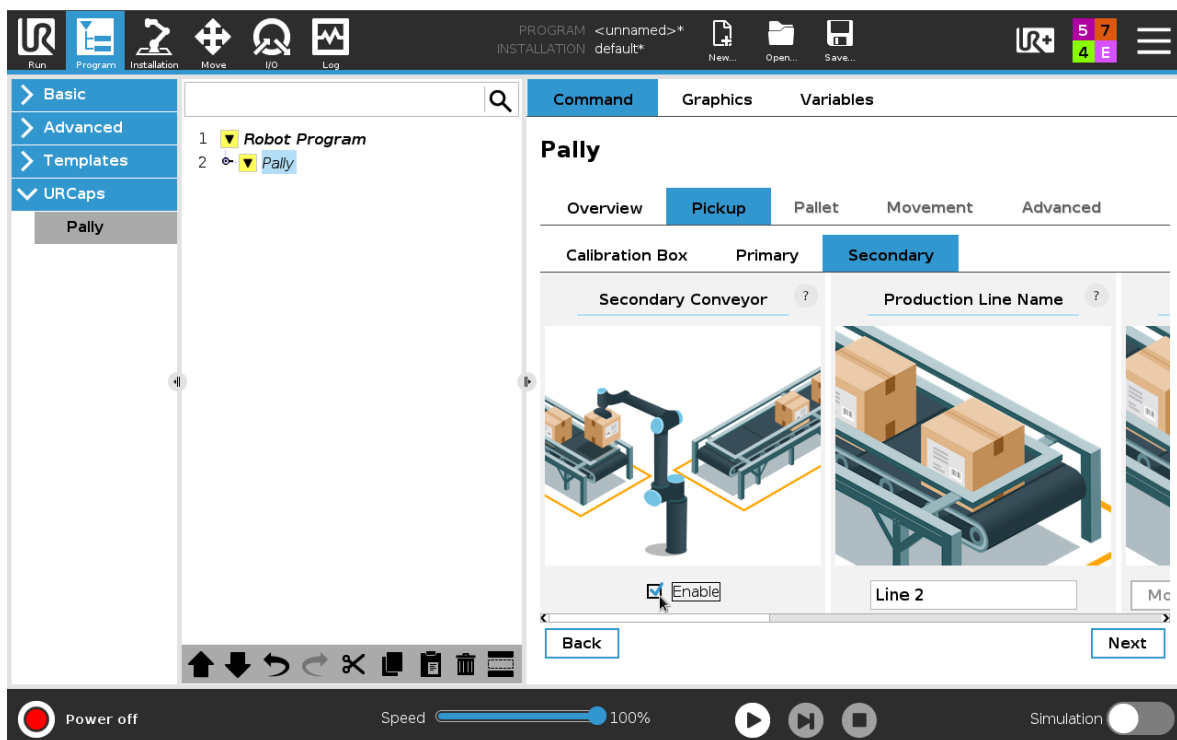 PROGRAM <unnamed>*
INSTALLATION default*
Run Program Installation Move I/O Log
New... Open... Save...
UR+
5 7
4 E
Basic
Advanced
Templates
URCaps
Pally
1 Robot Program
2 Pally
Command Graphics Variables
Pally
Overview Pickup Pallet Movement Advanced
Calibration Box Primary Secondary
Secondary Conveyor ?
Production Line Name ?
Enable
Line 2
Mo
Back
Next
Power off
Speed 100%
Simulation